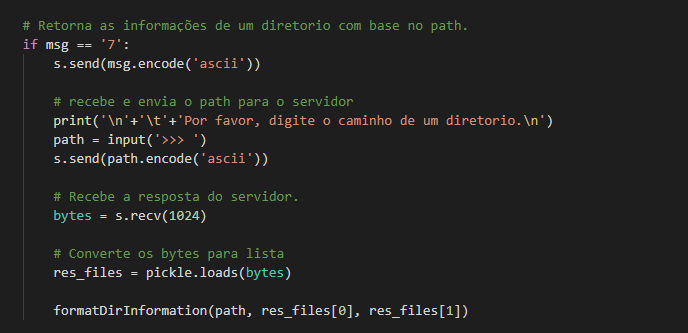 # Retorna as informações de um diretorio com base no path.
if msg == '7':
s.send(msg.encode('ascii'))
# recebe e envia o path para o servidor
print('\n'+'\t'+'Por favor, digite o caminho de um diretorio.\n')
path = input('>>> ')
s.send(path.encode('ascii'))
# Recebe a resposta do servidor.
bytes = s.recv(1024)
# Converte os bytes para lista
res_files = pickle.loads(bytes)
formatDirInformation(path, res_files[0], res_files[1])